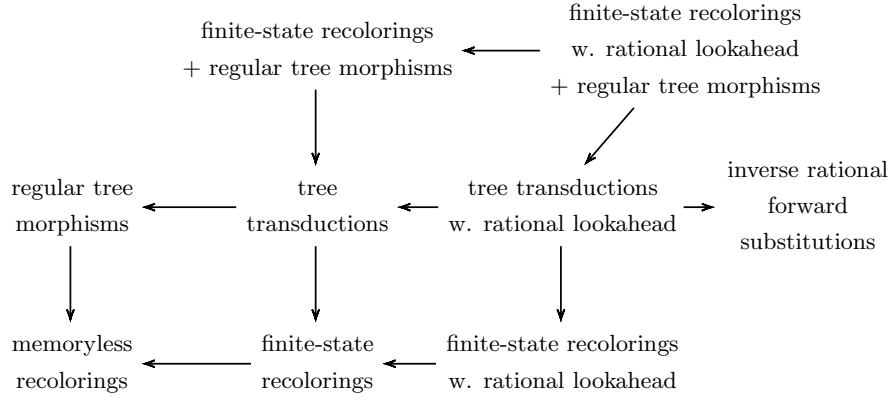 finite-state recolorings
+ regular tree morphisms
finite-state recolorings
w. rational lookahead
+ regular tree morphisms
regular tree
morphisms
tree
transductions
tree transductions
w. rational lookahead
inverse rational
forward
substitutions
memoryless
recolorings
finite-state
recolorings
finite-state recolorings
w. rational lookahead